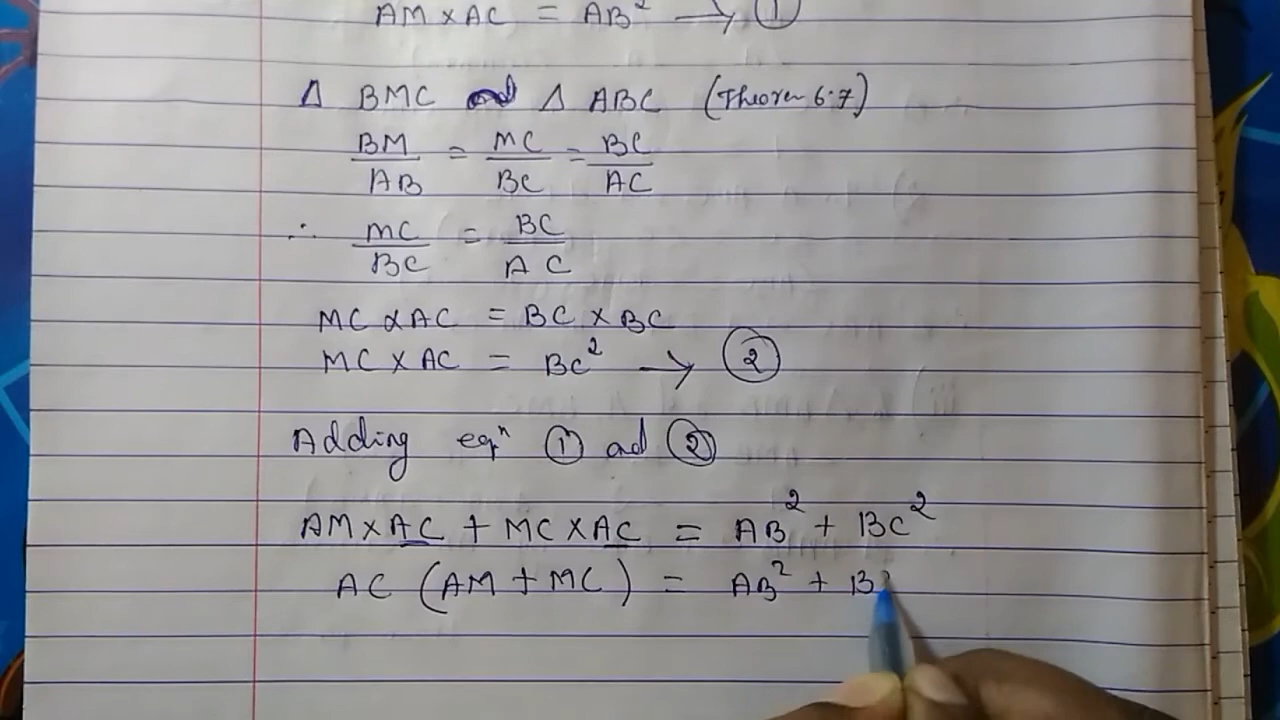 AM × AC = AB² → ①
Δ BMC and Δ ABC (Theorem 6.7)
BM/AB = MC/BC = BC/AC
∴ MC/BC = BC/AC
MC × AC = BC × BC
MC × AC = BC² → ②
Adding eqⁿ ① ad ②
AM × AC + MC × AC = AB² + BC²
AC (AM + MC) = AB² + B